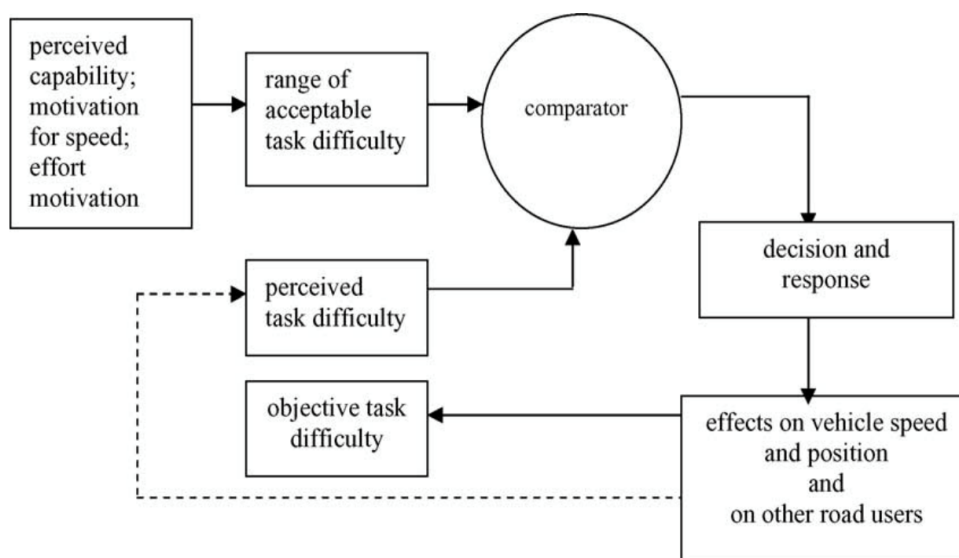 perceived
capability;
motivation
for speed;
effort
motivation
range of
acceptable
task difficulty
comparator
decision and
response
perceived
task difficulty
objective task
difficulty
effects on vehicle speed
and position
and
on other road users